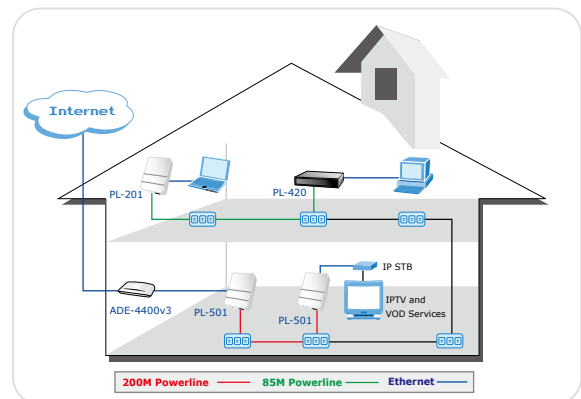 Internet
PL-201
PL-420
IP STB
IPTV and
VOD Services
ADE-4400v3
PL-501
PL-501
200M Powerline
85M Powerline
Ethernet